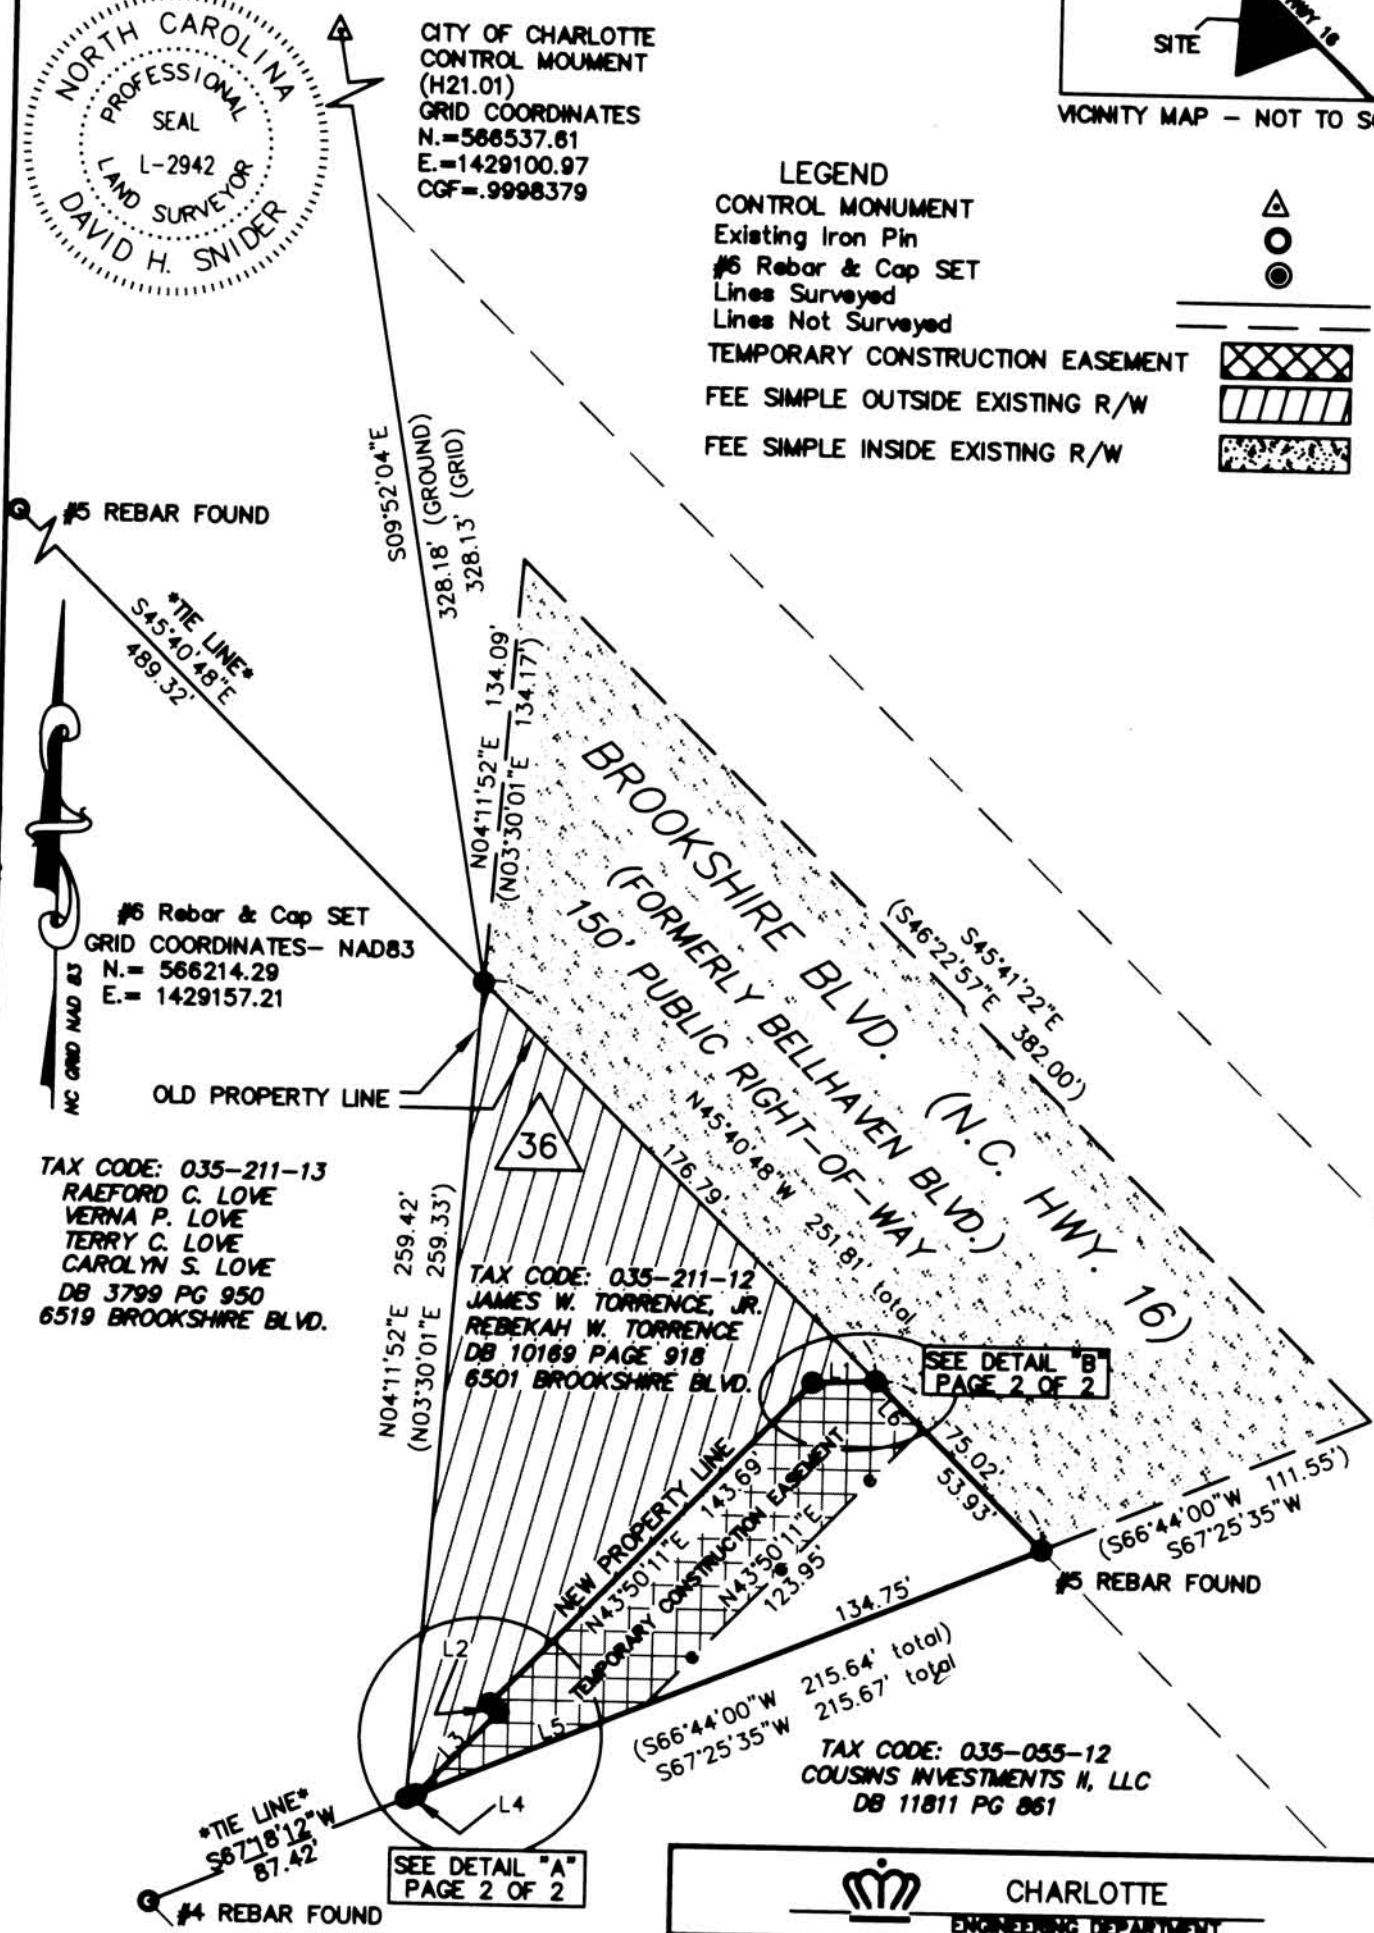 NORTH CAROLINA
PROFESSIONAL
SEAL
L-2942
LAND SURVEYOR
DAVID H. SNIDER
CITY OF CHARLOTTE
CONTROL MOUMENT
(H21.01)
GRID COORDINATES
N.=566537.61
E.=1429100.97
CGF=.9998379
SITE
HWY 16
VICINITY MAP - NOT TO
LEGEND
CONTROL MONUMENT
Existing Iron Pin
#6 Rebar & Cap SET
Lines Surveyed
Lines Not Surveyed
TEMPORARY CONSTRUCTION EASEMENT
FEE SIMPLE OUTSIDE EXISTING R/W
FEE SIMPLE INSIDE EXISTING R/W
S09°52'04"E
328.18' (GROUND)
328.13' (GRID)
#5 REBAR FOUND
*TIE LINE*
S45°40'48"E
489.32'
N04°11'52"E 134.09'
(N03°30'01"E 134.17')
BROOKSHIRE BLVD. (N.C. HWY. 16)
(FORMERLY BELLHAVEN BLVD.)
150' PUBLIC RIGHT-OF-WAY
(S46°22'57"E 382.00')
S45°41'22"E
N45°40'48"W 251.81' total
176.79'
#6 Rebar & Cap SET
GRID COORDINATES- NAD83
N.= 566214.29
E.= 1429157.21
NC GRID NAD 83
OLD PROPERTY LINE
36
TAX CODE: 035-211-13
RAEFORD C. LOVE
VERNA P. LOVE
TERRY C. LOVE
CAROLYN S. LOVE
DB 3799 PG 950
6519 BROOKSHIRE BLVD.
N04°11'52"E 259.42'
(N03°30'01"E 259.33')
TAX CODE: 035-211-12
JAMES W. TORRENCE, JR.
REBEKAH W. TORRENCE
DB 10169 PAGE 918
6501 BROOKSHIRE BLVD.
SEE DETAIL "B"
PAGE 2 OF 2
L1
L6
75.02'
53.93'
(S66°44'00"W 111.55')
S67°25'35"W
#5 REBAR FOUND
NEW PROPERTY LINE
N43°50'11"E 143.69'
TEMPORARY CONSTRUCTION EASEMENT
N43°50'11"E
123.95'
134.75'
(S66°44'00"W 215.64' total)
S67°25'35"W 215.67' total
L2
L3
L5
L4
TAX CODE: 035-055-12
COUSINS INVESTMENTS II, LLC
DB 11811 PG 861
*TIE LINE*
S67°18'12"W
87.42'
SEE DETAIL "A"
PAGE 2 OF 2
#4 REBAR FOUND
CHARLOTTE
ENGINEERING DEPARTMENT